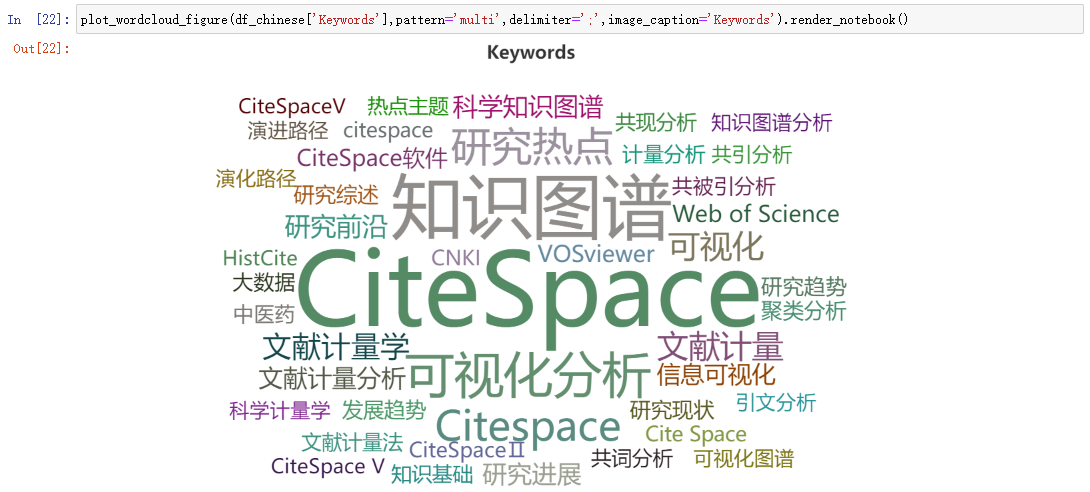 In [22]: plot_wordcloud_figure(df_chinese['Keywords'],pattern='multi',delimiter=';',image_caption='Keywords').render_notebook()
Out[22]:
Keywords
CiteSpaceV
热点主题
科学知识图谱
共现分析
知识图谱分析
演进路径
citespace
研究热点
CiteSpace软件
计量分析
共引分析
演化路径
研究综述
知识图谱
共被引分析
研究前沿
Web of Science
可视化
HistCite
CNKI
VOSviewer
大数据
CiteSpace
研究趋势
中医药
聚类分析
文献计量学
文献计量
文献计量分析
可视化分析
信息可视化
科学计量学
发展趋势
研究现状
引文分析
Citespace
Cite Space
文献计量法
CiteSpaceⅡ
共词分析
可视化图谱
CiteSpace V
知识基础
研究进展